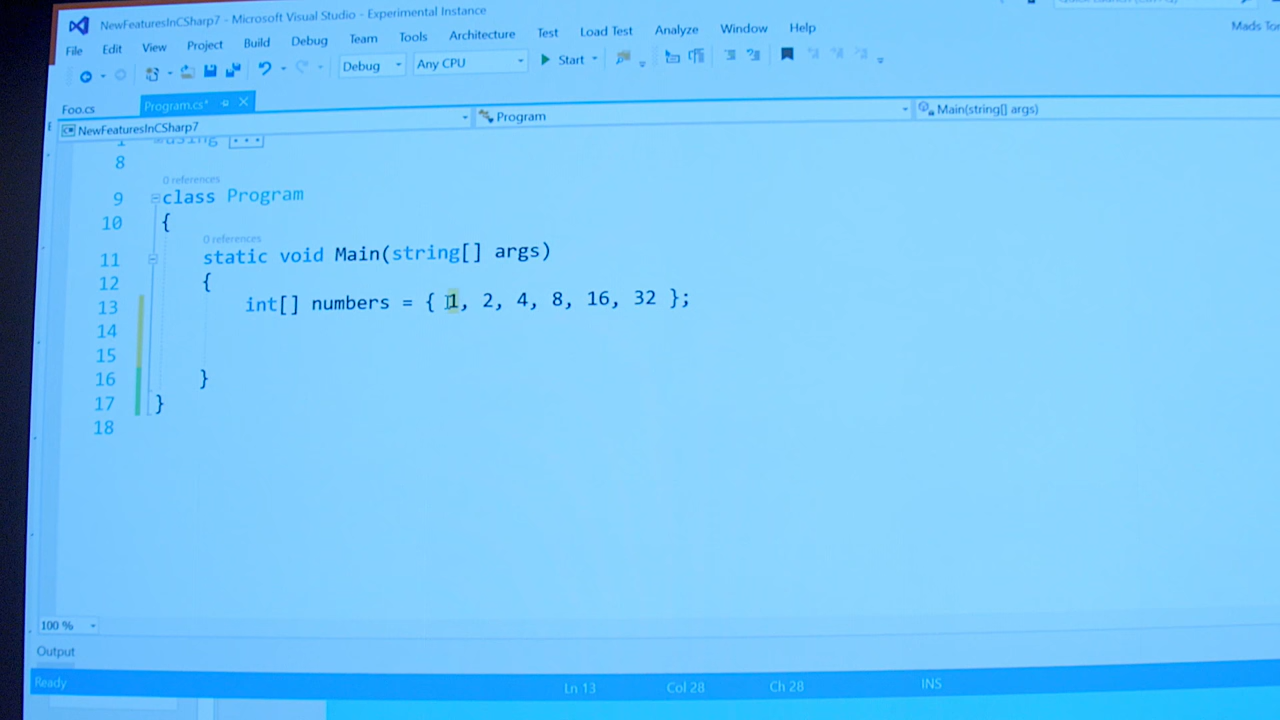 NewFeaturesInCSharp7 - Microsoft Visual Studio - Experimental Instance
File Edit View Project Build Debug Team Tools Architecture Test Load Test Analyze Window Help
Mads
Debug Any CPU Start
Foo.cs Program.cs*
NewFeaturesInCSharp7 Program Main(string[] args)
8
0 references
9 class Program
10 {
0 references
11 static void Main(string[] args)
12 {
13 int[] numbers = { 1, 2, 4, 8, 16, 32 };
14
15
16 }
17 }
18
100 %
Output
Ready Ln 13 Col 28 Ch 28 INS